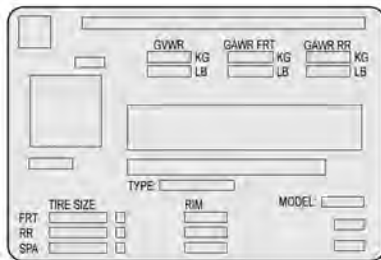 GVWR GAWR FRT GAWR RR
KG KG KG
LB LB LB
TYPE:
TIRE SIZE RIM MODEL:
FRT
RR
SPA